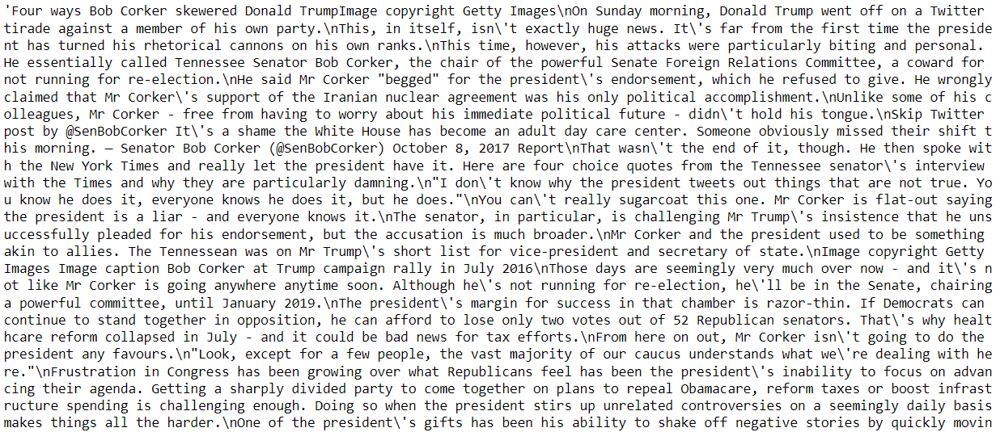 'Four ways Bob Corker skewered Donald TrumpImage copyright Getty Images\nOn Sunday morning, Donald Trump went off on a Twitter
tirade against a member of his own party.\nThis, in itself, isn\'t exactly huge news. It\'s far from the first time the preside
nt has turned his rhetorical cannons on his own ranks.\nThis time, however, his attacks were particularly biting and personal.
He essentially called Tennessee Senator Bob Corker, the chair of the powerful Senate Foreign Relations Committee, a coward for
not running for re-election.\nHe said Mr Corker "begged" for the president\'s endorsement, which he refused to give. He wrongly
claimed that Mr Corker\'s support of the Iranian nuclear agreement was his only political accomplishment.\nUnlike some of his c
olleagues, Mr Corker - free from having to worry about his immediate political future - didn\'t hold his tongue.\nSkip Twitter
post by @SenBobCorker It\'s a shame the White House has become an adult day care center. Someone obviously missed their shift t
his morning. — Senator Bob Corker (@SenBobCorker) October 8, 2017 Report\nThat wasn\'t the end of it, though. He then spoke wit
h the New York Times and really let the president have it. Here are four choice quotes from the Tennessee senator\'s interview
with the Times and why they are particularly damning.\n"I don\'t know why the president tweets out things that are not true. Yo
u know he does it, everyone knows he does it, but he does."\nYou can\'t really sugarcoat this one. Mr Corker is flat-out saying
the president is a liar - and everyone knows it.\nThe senator, in particular, is challenging Mr Trump\'s insistence that he uns
uccessfully pleaded for his endorsement, but the accusation is much broader.\nMr Corker and the president used to be something
akin to allies. The Tennessean was on Mr Trump\'s short list for vice-president and secretary of state.\nImage copyright Getty
Images Image caption Bob Corker at Trump campaign rally in July 2016\nThose days are seemingly very much over now - and it\'s n
ot like Mr Corker is going anywhere anytime soon. Although he\'s not running for re-election, he\'ll be in the Senate, chairing
a powerful committee, until January 2019.\nThe president\'s margin for success in that chamber is razor-thin. If Democrats can
continue to stand together in opposition, he can afford to lose only two votes out of 52 Republican senators. That\'s why healt
hcare reform collapsed in July - and it could be bad news for tax efforts.\nFrom here on out, Mr Corker isn\'t going to do the
president any favours.\n"Look, except for a few people, the vast majority of our caucus understands what we\'re dealing with he
re."\nFrustration in Congress has been growing over what Republicans feel has been the president\'s inability to focus on advan
cing their agenda. Getting a sharply divided party to come together on plans to repeal Obamacare, reform taxes or boost infrast
ructure spending is challenging enough. Doing so when the president stirs up unrelated controversies on a seemingly daily basis
makes things all the harder.\nOne of the president\'s gifts has been his ability to shake off negative stories by quickly movin